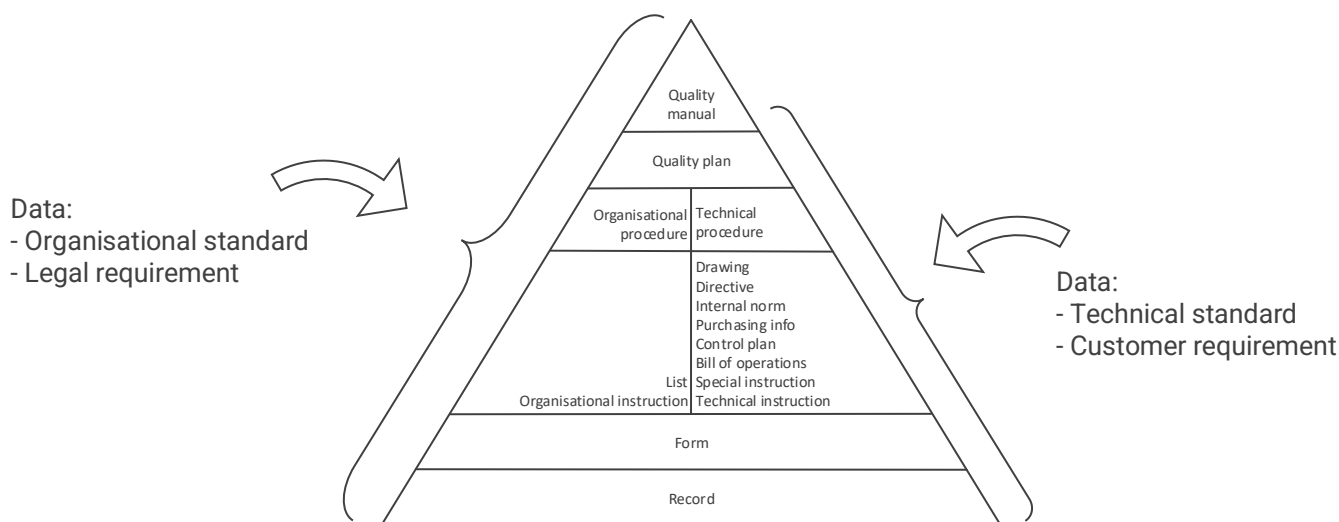 Quality
manual
Quality plan
Organisational
procedure
Technical
procedure
Drawing
Directive
Internal norm
Purchasing info
Control plan
Bill of operations
List
Special instruction
Organisational instruction
Technical instruction
Form
Record
Data:
- Organisational standard
- Legal requirement
Data:
- Technical standard
- Customer requirement